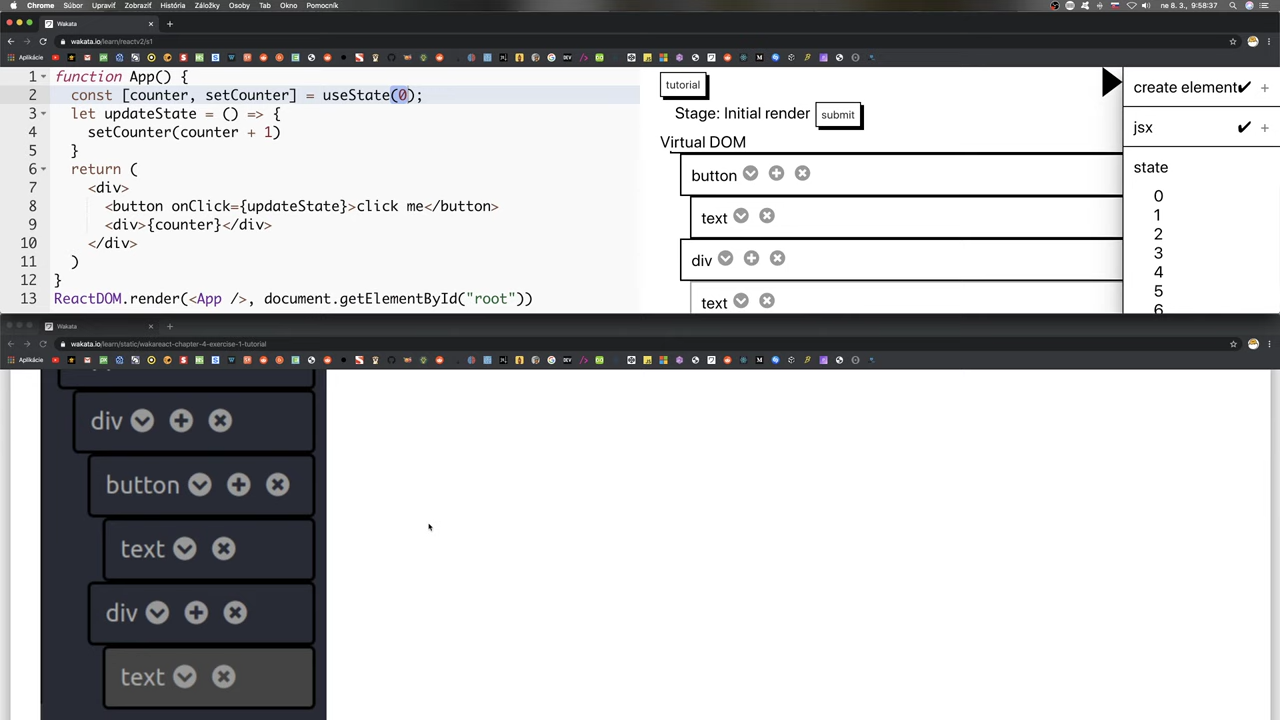 Chrome Súbor Upraviť Zobraziť História Záložky Osoby Tab Okno Pomocník ne 8. 3., 9:58:37
Wakata
wakata.io/learn/reactv2/s1
Aplikácie
1 function App() {
2 const [counter, setCounter] = useState(0);
3 let updateState = () => {
4 setCounter(counter + 1)
5 }
6 return (
7 <div>
8 <button onClick={updateState}>click me</button>
9 <div>{counter}</div>
10 </div>
11 )
12 }
13 ReactDOM.render(<App />, document.getElementById("root"))
tutorial
Stage: Initial render submit
Virtual DOM
button
text
div
text
create element
jsx
state
0
1
2
3
4
5
6
Wakata
wakata.io/learn/static/wakareact-chapter-4-exercise-1-tutorial
Aplikácie
div
button
text
div
text